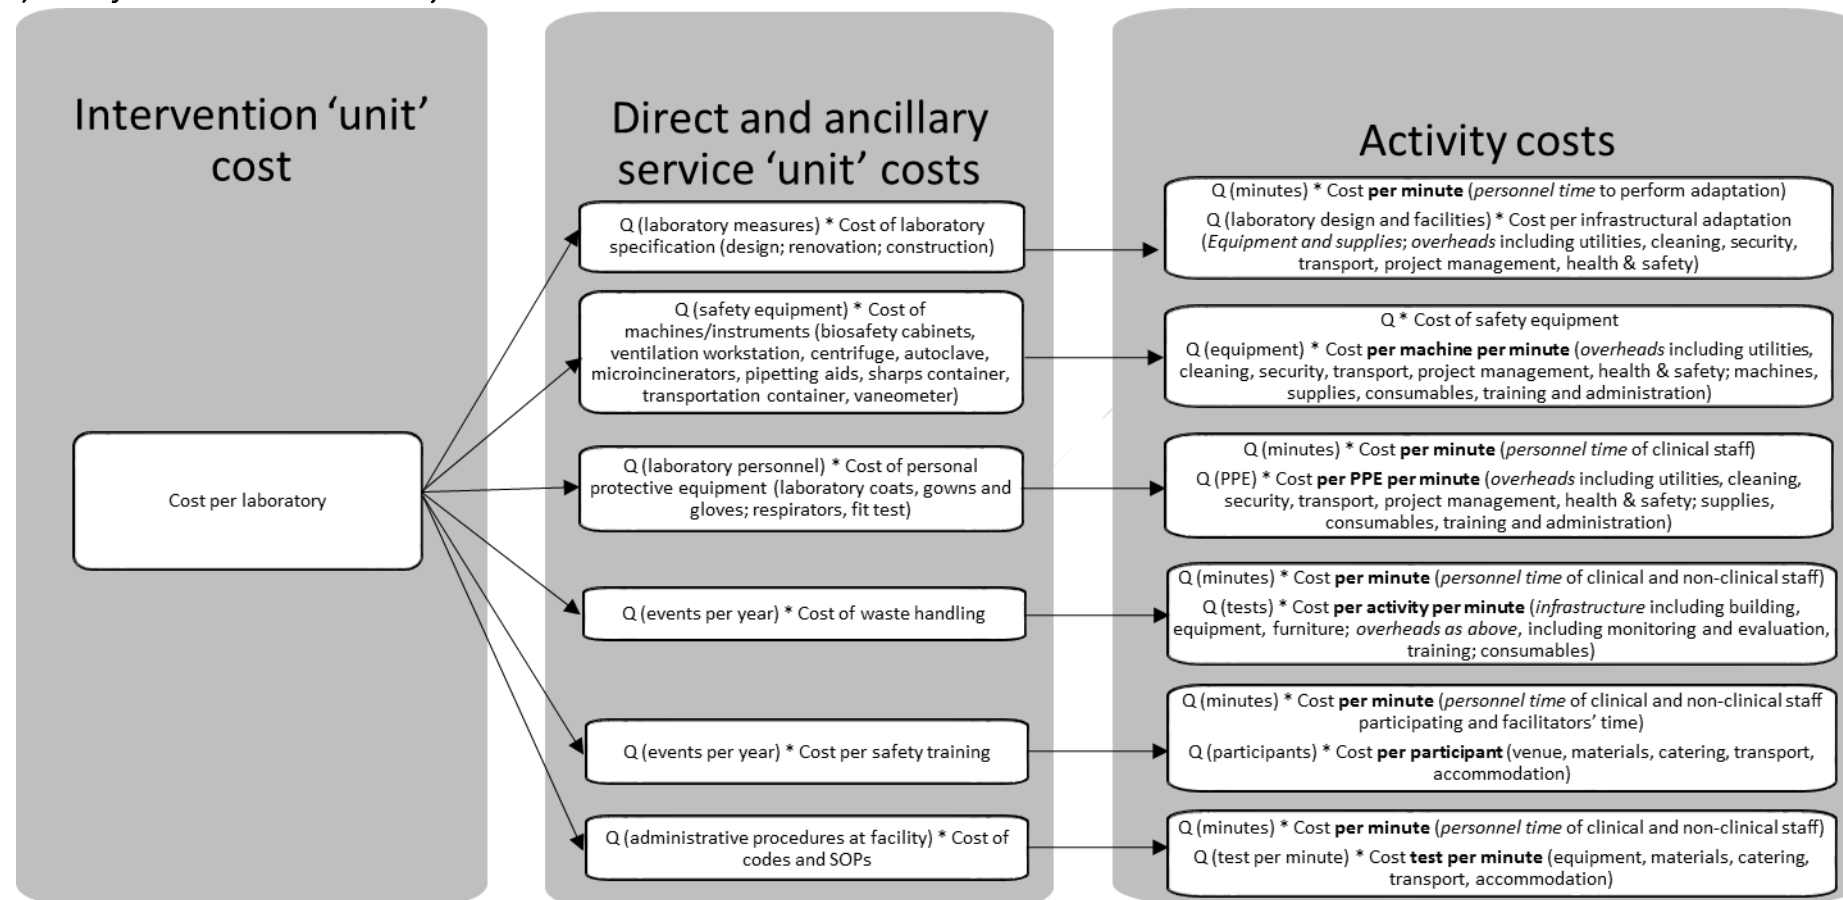 Intervention ‘unit’
cost
Cost per laboratory
Direct and ancillary
service ‘unit’ costs
Q (laboratory measures) * Cost of laboratory
specification (design; renovation; construction)
Q (safety equipment) * Cost of
machines/instruments (biosafety cabinets,
ventilation workstation, centrifuge, autoclave,
microincinerators, pipetting aids, sharps container,
transportation container, vaneometer)
Q (laboratory personnel) * Cost of personal
protective equipment (laboratory coats, gowns and
gloves; respirators, fit test)
Q (events per year) * Cost of waste handling
Q (events per year) * Cost per safety training
Q (administrative procedures at facility) * Cost of
codes and SOPs
Activity costs
Q (minutes) * Cost per minute (personnel time to perform adaptation)
Q (laboratory design and facilities) * Cost per infrastructural adaptation
(Equipment and supplies; overheads including utilities, cleaning, security,
transport, project management, health & safety)
Q * Cost of safety equipment
Q (equipment) * Cost per machine per minute (overheads including utilities,
cleaning, security, transport, project management, health & safety; machines,
supplies, consumables, training and administration)
Q (minutes) * Cost per minute (personnel time of clinical staff)
Q (PPE) * Cost per PPE per minute (overheads including utilities, cleaning,
security, transport, project management, health & safety; supplies,
consumables, training and administration)
Q (minutes) * Cost per minute (personnel time of clinical and non-clinical staff)
Q (tests) * Cost per activity per minute (infrastructure including building,
equipment, furniture; overheads as above, including monitoring and evaluation,
training; consumables)
Q (minutes) * Cost per minute (personnel time of clinical and non-clinical staff
participating and facilitators’ time)
Q (participants) * Cost per participant (venue, materials, catering, transport,
accommodation)
Q (minutes) * Cost per minute (personnel time of clinical and non-clinical staff)
Q (test per minute) * Cost test per minute (equipment, materials, catering,
transport, accommodation)